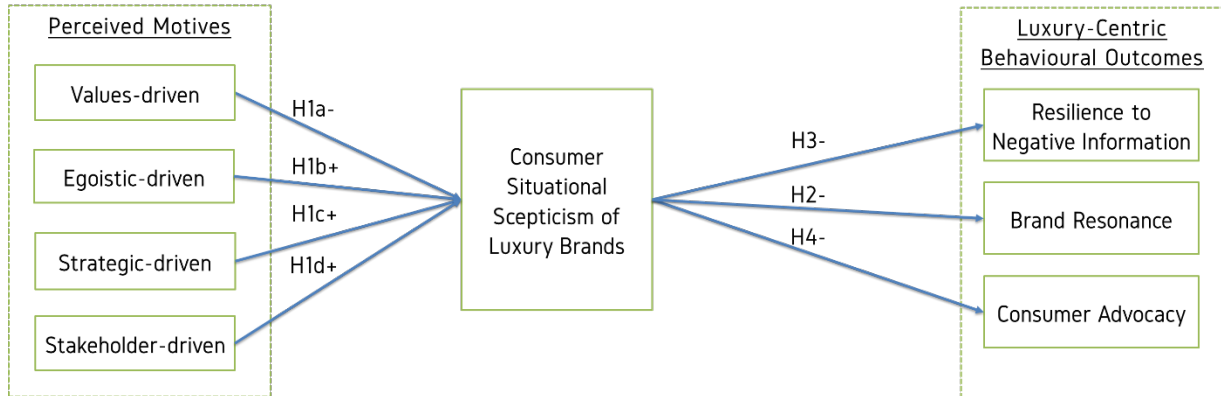 Perceived Motives
Values-driven
Egoistic-driven
Strategic-driven
Stakeholder-driven
H1a-
H1b+
H1c+
H1d+
Consumer
Situational
Scepticism of
Luxury Brands
H3-
H2-
H4-
Luxury-Centric
Behavioural Outcomes
Resilience to
Negative Information
Brand Resonance
Consumer Advocacy